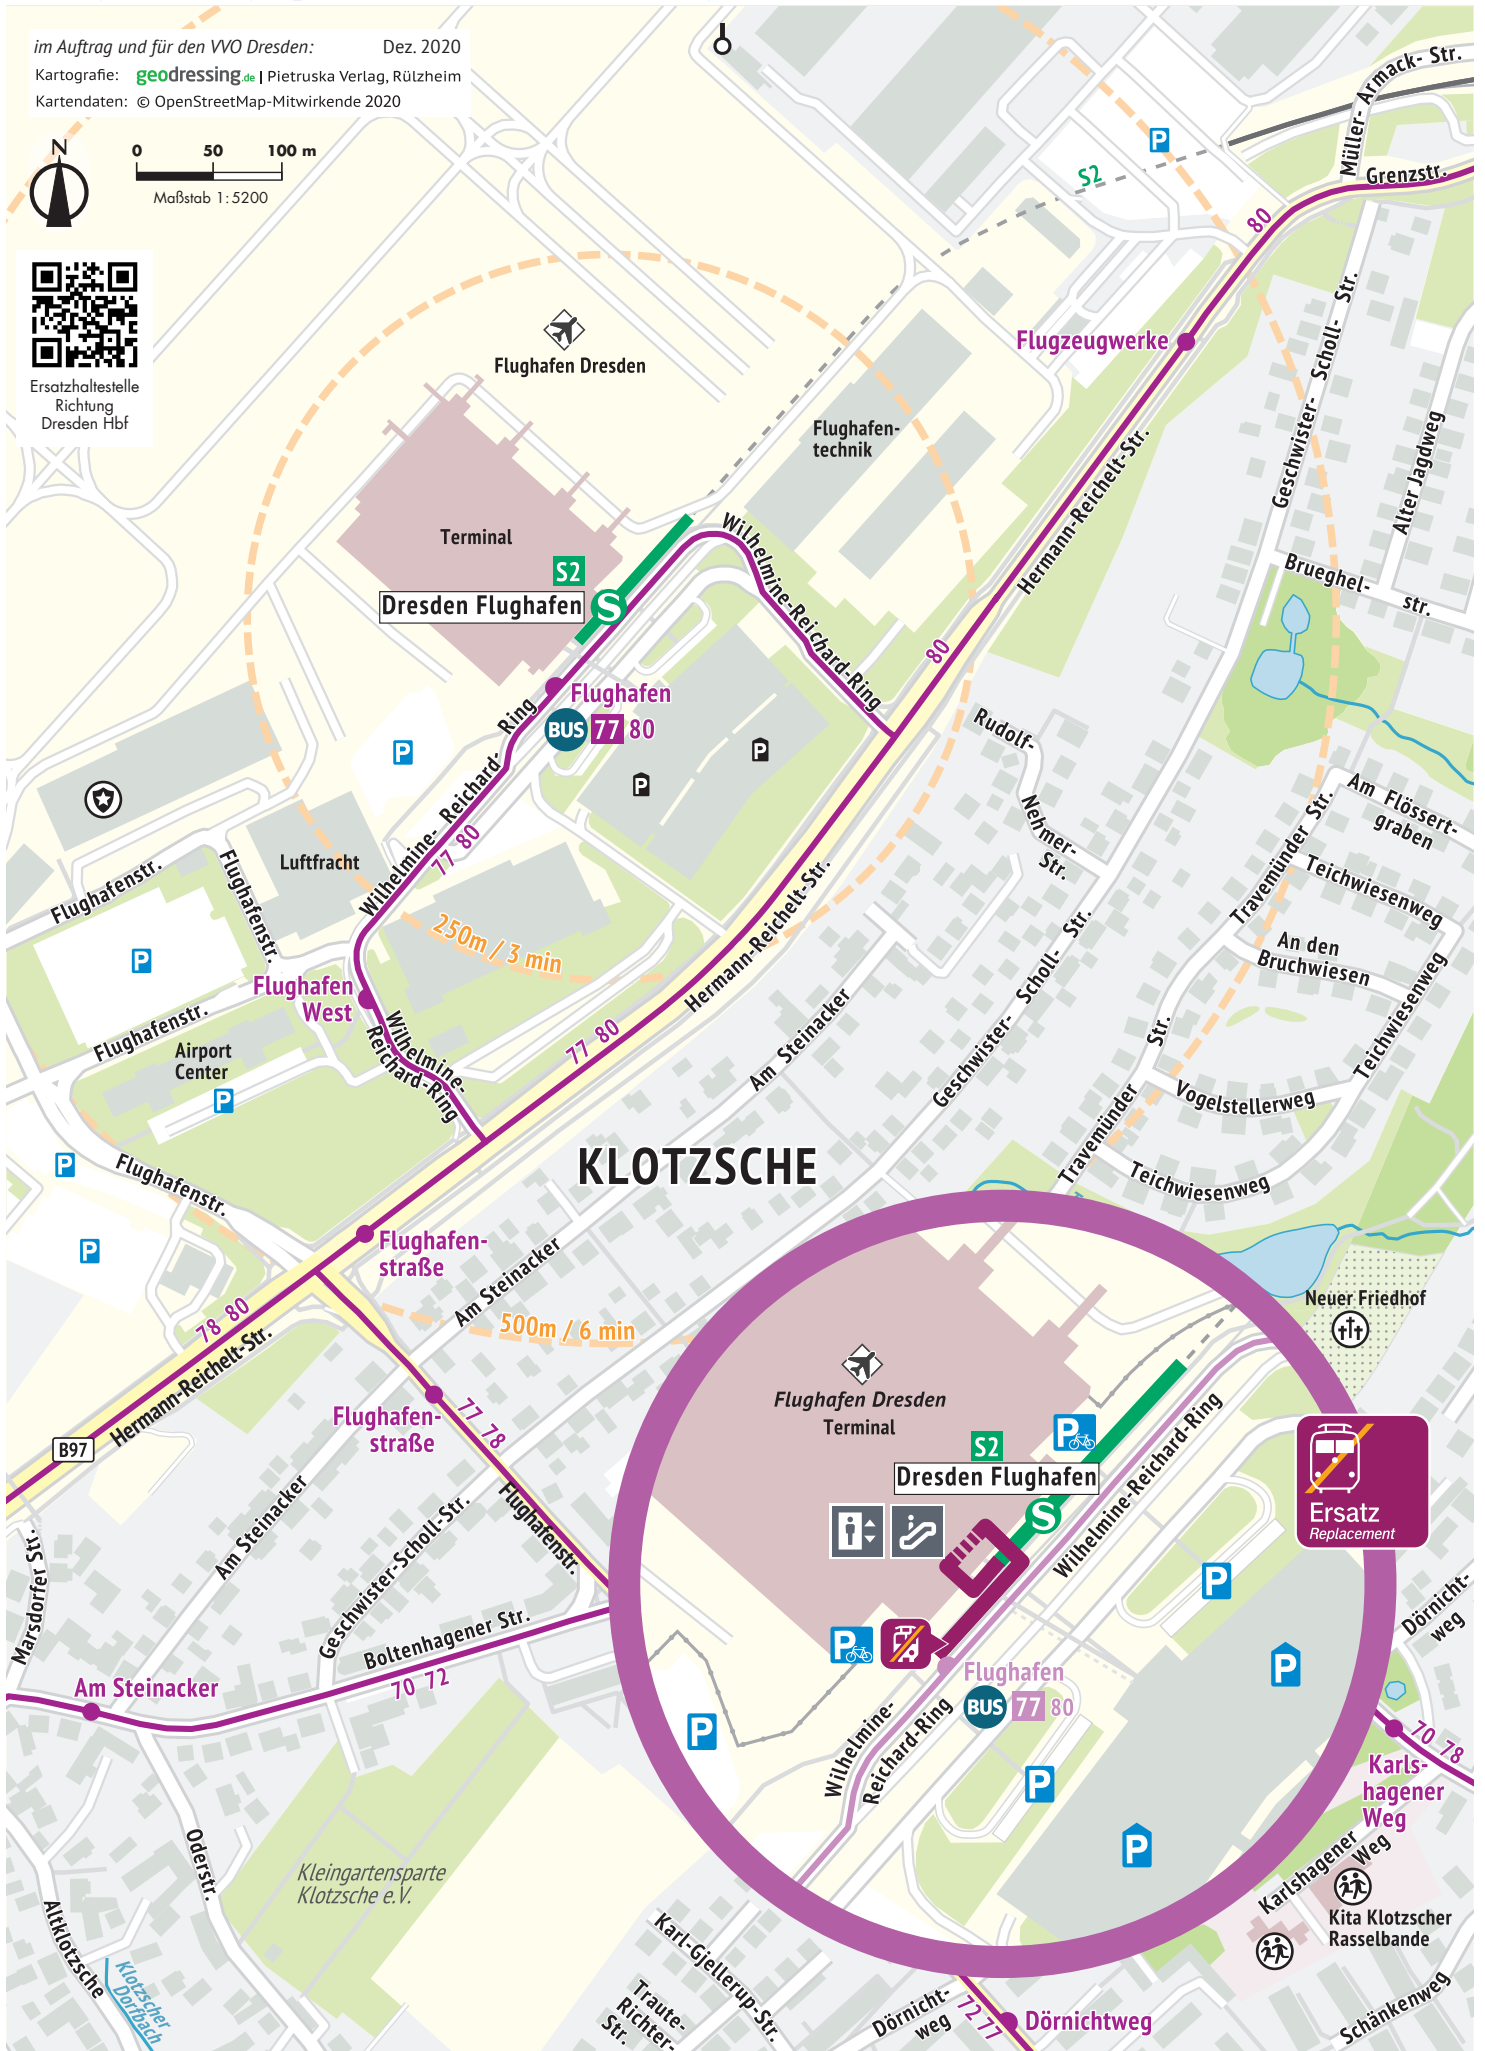 im Auftrag und für den VVO Dresden: Dez. 2020
Kartografie: geodressing.de | Pietruska Verlag, Rülzheim
Kartendaten: © OpenStreetMap-Mitwirkende 2020
N
0 50 100 m
Maßstab 1:5200
Ersatzhaltestelle
Richtung
Dresden Hbf
Müller-Armack-Str.
P
S2
Grenzstr.
80
Flugzeugwerke
Flughafen Dresden
Flughafen-
technik
Hermann-Reichelt-Str.
Geschwister-Scholl-Str.
Alter Jagdweg
Brueghel-
str.
Terminal
S2
Dresden Flughafen
S
Wilhelmine-Reichard-Ring
80
Flughafen
BUS 77 80
P
P
P
Wilhelmine-Reichard-Ring
77 80
Rudolf-
Nehmer-
Str.
Am Flössert-
graben
Travemünder Str.
Teichwiesenweg
An den
Bruchwiesen
Teichwiesenweg
Luftfracht
Flughafenstr.
Flughafenstr.
P
250m / 3 min
Hermann-Reichelt-Str.
Geschwister-Scholl-Str.
Flughafen
West
Flughafenstr.
Airport
Center
P
Wilhelmine-
Reichard-Ring
77 80
Am Steinacker
Str.
Vogelstellerweg
Travemünder
Teichwiesenweg
KLOTZSCHE
P
Flughafenstr.
P
Flughafen-
straße
Am Steinacker
500m / 6 min
78 80
Hermann-Reichelt-Str.
B97
Flughafen-
straße
77 78
Flughafenstr.
Neuer Friedhof
Flughafen Dresden
Terminal
P
S2
Dresden Flughafen
S
Wilhelmine-Reichard-Ring
Ersatz
Replacement
P
P
Flughafen
BUS 77 80
P
P
Wilhelmine-
Reichard-Ring
P
P
Marsdorfer Str.
Am Steinacker
Geschwister-Scholl-Str.
Boltenhagener Str.
70 72
Am Steinacker
Dörnicht-
weg
70 78
Karls-
hagener
Weg
Karlshagener
Weg
Kita Klotzscher
Rasselbande
Oderstr.
Kleingartensparte
Klotzsche e.V.
Altklotzsche
Klotzscher
Dorfbach
Karl-Gjellerup-Str.
Traute-
Richter-
Str.
Dörnicht-
weg
72 77
Dörnichtweg
Schänkenweg